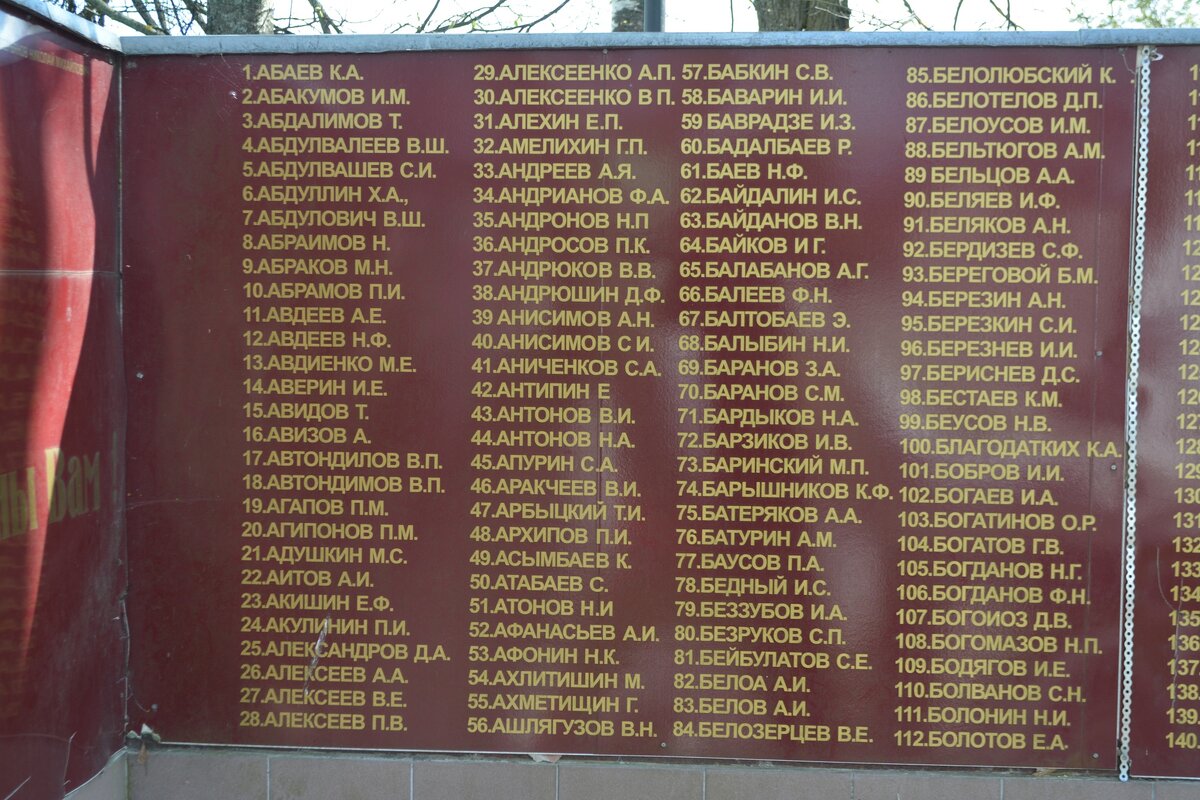 1.АБАЕВ К.А.
2.АБАКУМОВ И.М.
3.АБДАЛИМОВ Т.
4.АБДУЛВАЛЕЕВ В.Ш.
5.АБДУЛВАШЕВ С.И.
6.АБДУЛЛИН Х.А.,
7.АБДУЛОВИЧ В.Ш.
8.АБРАИМОВ Н.
9.АБРАКОВ М.Н.
10.АБРАМОВ П.И.
11.АВДЕЕВ А.Е.
12.АВДЕЕВ Н.Ф.
13.АВДИЕНКО М.Е.
14.АВЕРИН И.Е.
15.АВИДОВ Т.
16.АВИЗОВ А.
17.АВТОНДИЛОВ В.П.
18.АВТОНДИМОВ В.П.
19.АГАПОВ П.М.
20.АГИПОНОВ П.М.
21.АДУШКИН М.С.
22.АИТОВ А.И.
23.АКИШИН Е.Ф.
24.АКУЛИНИН П.И.
25.АЛЕКСАНДРОВ Д.А.
26.АЛЕКСЕЕВ А.А.
27.АЛЕКСЕЕВ В.Е.
28.АЛЕКСЕЕВ П.В.
29.АЛЕКСЕЕНКО А.П.
30.АЛЕКСЕЕНКО В П.
31.АЛЕХИН Е.П.
32.АМЕЛИХИН Г.П.
33.АНДРЕЕВ А.Я.
34.АНДРИАНОВ Ф.А.
35.АНДРОНОВ Н.П
36.АНДРОСОВ П.К.
37.АНДРЮКОВ В.В.
38.АНДРЮШИН Д.Ф.
39 АНИСИМОВ А.Н.
40.АНИСИМОВ С И.
41.АНИЧЕНКОВ С.А.
42.АНТИПИН Е
43.АНТОНОВ В.И.
44.АНТОНОВ Н.А.
45.АПУРИН С.А.
46.АРАКЧЕЕВ В.И.
47.АРБЫЦКИЙ Т.И.
48.АРХИПОВ П.И.
49.АСЫМБАЕВ К.
50.АТАБАЕВ С.
51.АТОНОВ Н.И
52.АФАНАСЬЕВ А.И.
53.АФОНИН Н.К.
54.АХЛИТИШИН М.
55.АХМЕТИЩИН Г.
56.АШЛЯГУЗОВ В.Н.
57.БАБКИН С.В.
58.БАВАРИН И.И.
59 БАВРАДЗЕ И.З.
60.БАДАЛБАЕВ Р.
61.БАЕВ Н.Ф.
62.БАЙДАЛИН И.С.
63.БАЙДАНОВ В.Н.
64.БАЙКОВ И Г.
65.БАЛАБАНОВ А.Г.
66.БАЛЕЕВ Ф.Н.
67.БАЛТОБАЕВ Э.
68.БАЛЫБИН Н.И.
69.БАРАНОВ З.А.
70.БАРАНОВ С.М.
71.БАРДЫКОВ Н.А.
72.БАРЗИКОВ И.В.
73.БАРИНСКИЙ М.П.
74.БАРЫШНИКОВ К.Ф.
75.БАТЕРЯКОВ А.А.
76.БАТУРИН А.М.
77.БАУСОВ П.А.
78.БЕДНЫЙ И.С.
79.БЕЗЗУБОВ И.А.
80.БЕЗРУКОВ С.П.
81.БЕЙБУЛАТОВ С.Е.
82.БЕЛОА А.И.
83.БЕЛОВ А.И.
84.БЕЛОЗЕРЦЕВ В.Е.
85.БЕЛОЛЮБСКИЙ К.
86.БЕЛОТЕЛОВ Д.П.
87.БЕЛОУСОВ И.М.
88.БЕЛЬТЮГОВ А.М.
89 БЕЛЬЦОВ А.А.
90.БЕЛЯЕВ И.Ф.
91.БЕЛЯКОВ А.Н.
92.БЕРДИЗЕВ С.Ф.
93.БЕРЕГОВОЙ Б.М.
94.БЕРЕЗИН А.Н.
95.БЕРЕЗКИН С.И.
96.БЕРЕЗНЕВ И.И.
97.БЕРИСНЕВ Д.С.
98.БЕСТАЕВ К.М.
99.БЕУСОВ Н.В.
100.БЛАГОДАТКИХ К.А.
101.БОБРОВ И.И.
102.БОГАЕВ И.А.
103.БОГАТИНОВ О.Р.
104.БОГАТОВ Г.В.
105.БОГДАНОВ Н.Г.
106.БОГДАНОВ Ф.Н.
107.БОГОИОЗ Д.В.
108.БОГОМАЗОВ Н.П.
109.БОДЯГОВ И.Е.
110.БОЛВАНОВ С.Н.
111.БОЛОНИН Н.И.
112.БОЛОТОВ Е.А.
132
133
134
135
136
137
138
139
140.
Вам